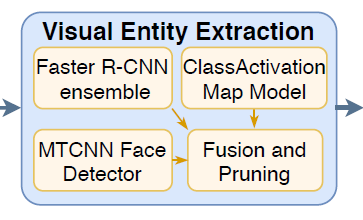 Visual Entity Extraction
Faster R-CNN
ensemble
ClassActivation
Map Model
MTCNN Face
Detector
Fusion and
Pruning